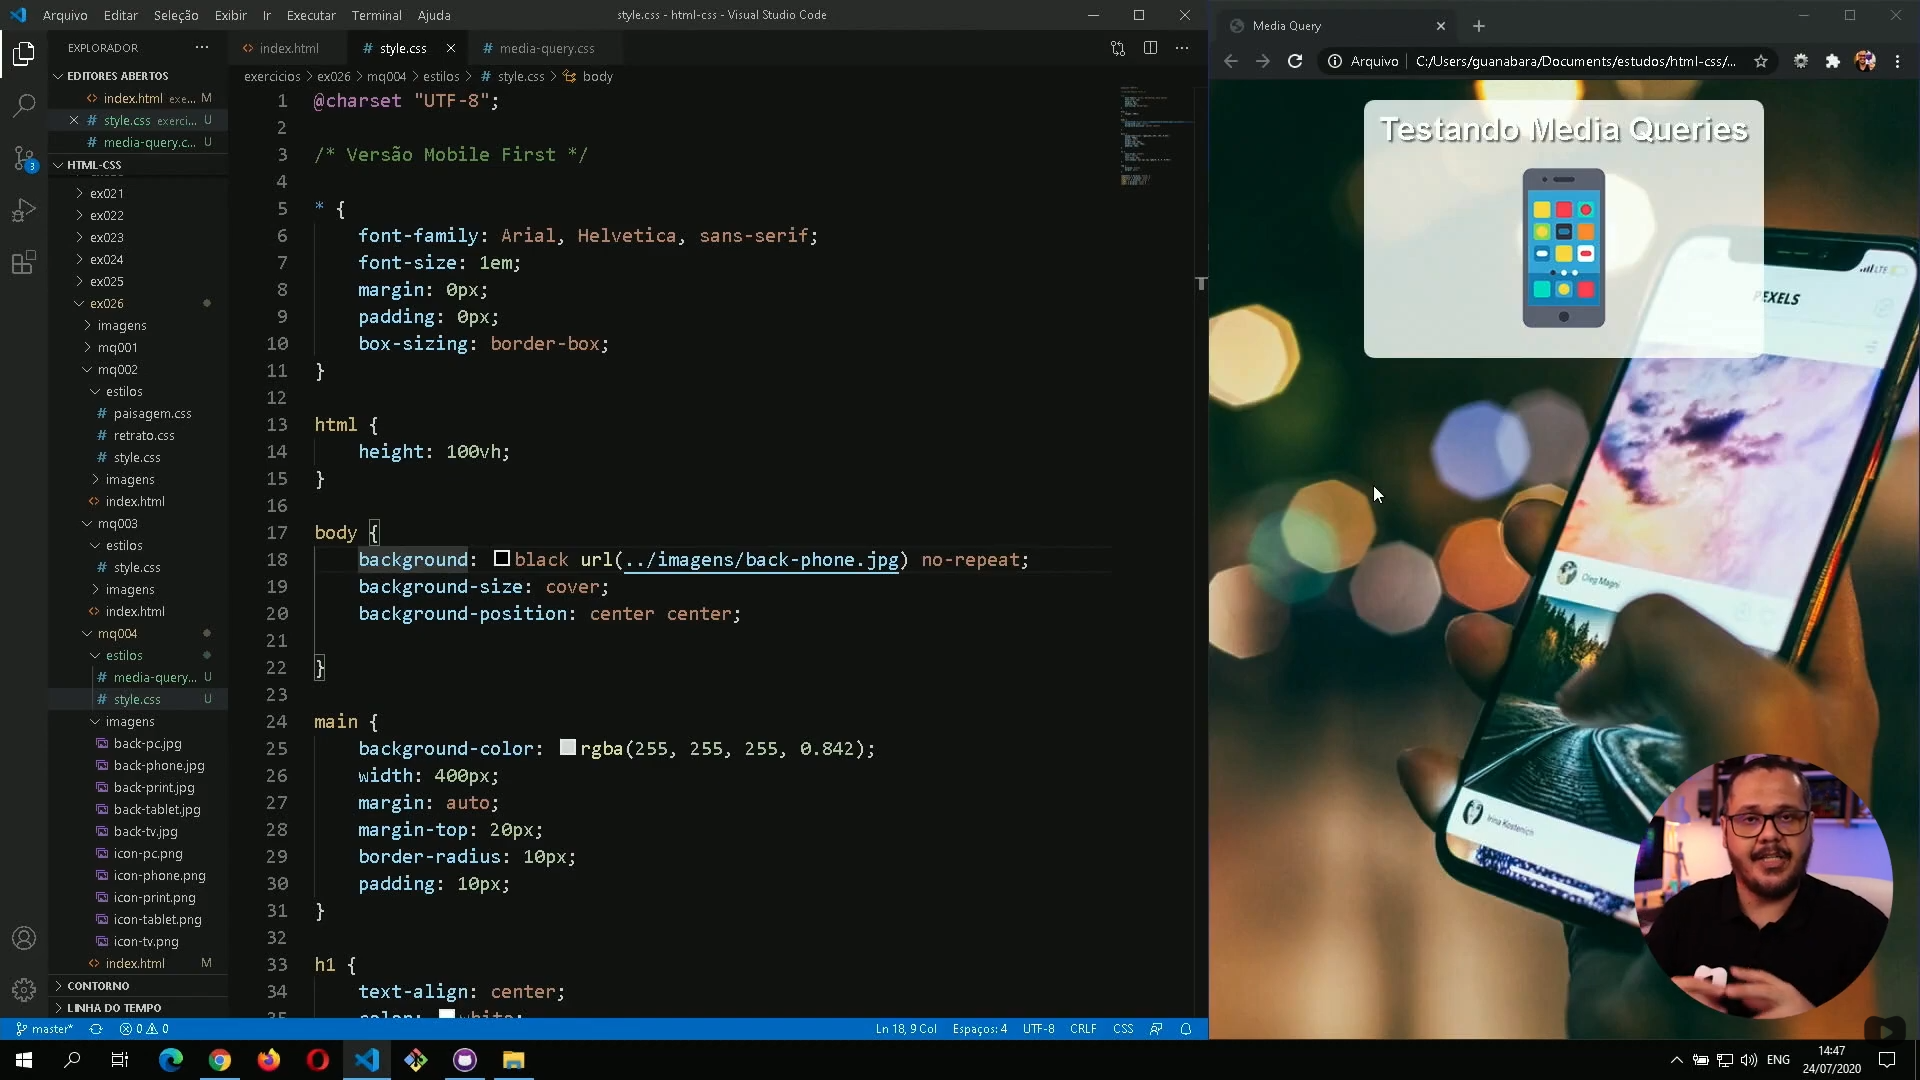 Arquivo Editar Seleção Exibir Ir Executar Terminal Ajuda
style.css - html-css - Visual Studio Code
EXPLORADOR
EDITORES ABERTOS
index.html exe... M
style.css exerci... U
media-query.c... U
HTML-CSS
ex021
ex022
ex023
ex024
ex025
ex026
imagens
mq001
mq002
estilos
paisagem.css
retrato.css
style.css
imagens
index.html
mq003
estilos
style.css
imagens
index.html
mq004
estilos
media-query... U
style.css U
imagens
back-pc.jpg
back-phone.jpg
back-print.jpg
back-tablet.jpg
back-tv.jpg
icon-pc.png
icon-phone.png
icon-print.png
icon-tablet.png
icon-tv.png
index.html M
CONTORNO
LINHA DO TEMPO
index.html
# style.css
# media-query.css
exercicios > ex026 > mq004 > estilos > # style.css > body
1 @charset "UTF-8";
2
3 /* Versão Mobile First */
4
5 * {
6 font-family: Arial, Helvetica, sans-serif;
7 font-size: 1em;
8 margin: 0px;
9 padding: 0px;
10 box-sizing: border-box;
11 }
12
13 html {
14 height: 100vh;
15 }
16
17 body {
18 background: black url(../imagens/back-phone.jpg) no-repeat;
19 background-size: cover;
20 background-position: center center;
21
22 }
23
24 main {
25 background-color: rgba(255, 255, 255, 0.842);
26 width: 400px;
27 margin: auto;
28 margin-top: 20px;
29 border-radius: 10px;
30 padding: 10px;
31 }
32
33 h1 {
34 text-align: center;
35 color: white;
master*
0 0
Ln 18, 9 Col
Espaços: 4
UTF-8
CRLF
CSS
Media Query
Arquivo
C:/Users/guanabara/Documents/estudos/html-css/...
Testando Media Queries
LTE
PEXELS
Oleg Magni
Irina Kostenich
3
ENG
14:47
24/07/2020